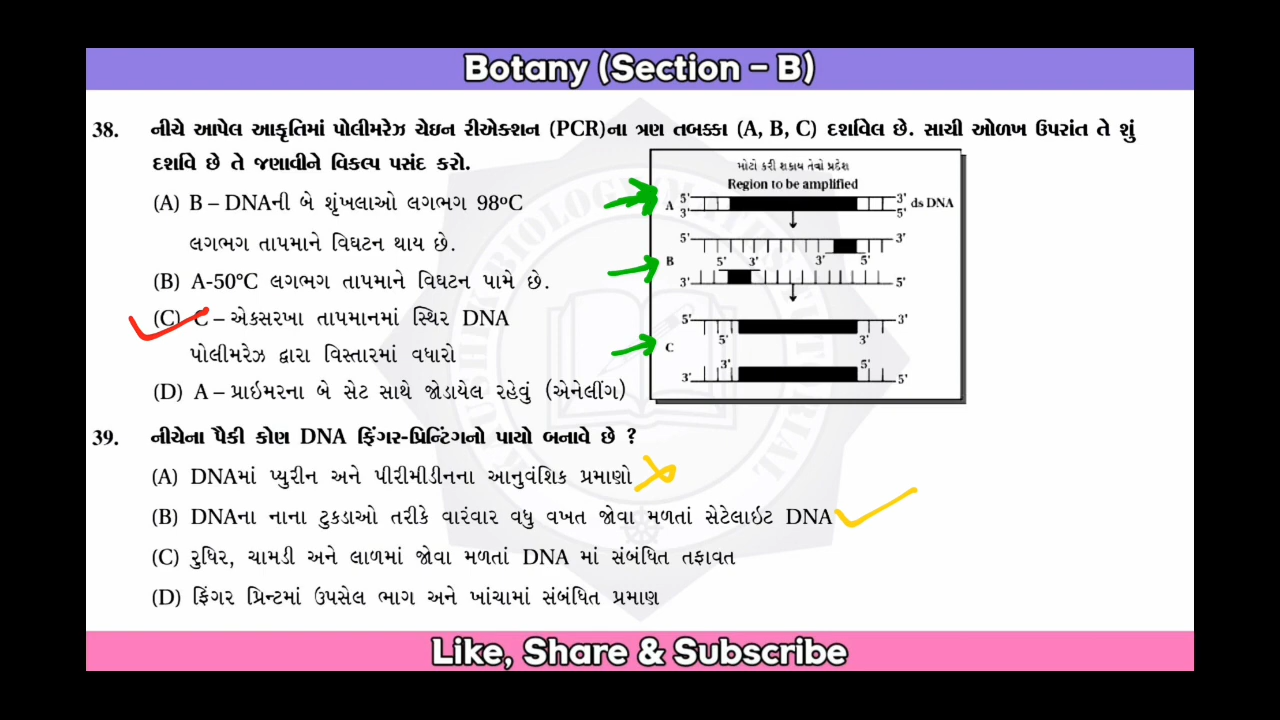 Botany (Section – B)
38. નીચે આપેલ આકૃતિમાં પોલીમરેઝ ચેઇન રીએક્શન (PCR)ના ત્રણ તબક્કા (A, B, C) દર્શાવેલ છે. સાચી ઓળખ ઉપરાંત તે શું
દર્શાવે છે તે જણાવીને વિકલ્પ પસંદ કરો.
(A) B – DNAની બે શૃંખલાઓ લગભગ 98ºC
લગભગ તાપમાને વિઘટન થાય છે.
(B) A-50°C લગભગ તાપમાને વિઘટન પામે છે.
(C) C – એકસરખા તાપમાનમાં સ્થિર DNA
પોલીમરેઝ દ્વારા વિસ્તારમાં વધારો
(D) A – પ્રાઇમરના બે સેટ સાથે જોડાયેલ રહેવું (એનેલીંગ)
મોટો કરી શકાય તેવો પ્રદેશ
Region to be amplified
A 5' 3' ds DNA
3' 5'
5' 3'
B 5' 3' 3' 5'
3' 5'
5' 3'
5' 3'
C
3' 5'
3' 5'
39. નીચેના પૈકી કોણ DNA ફિંગર-પ્રિન્ટિંગનો પાયો બનાવે છે ?
(A) DNAમાં પ્યુરીન અને પીરીમીડીનના આનુવંશિક પ્રમાણો
(B) DNAના નાના ટુકડાઓ તરીકે વારંવાર વધુ વખત જોવા મળતાં સેટેલાઇટ DNA
(C) રુધિર, ચામડી અને લાળમાં જોવા મળતાં DNA માં સંબંધિત તફાવત
(D) ફિંગર પ્રિન્ટમાં ઉપસેલ ભાગ અને ખાંચામાં સંબંધિત પ્રમાણ
Like, Share & Subscribe